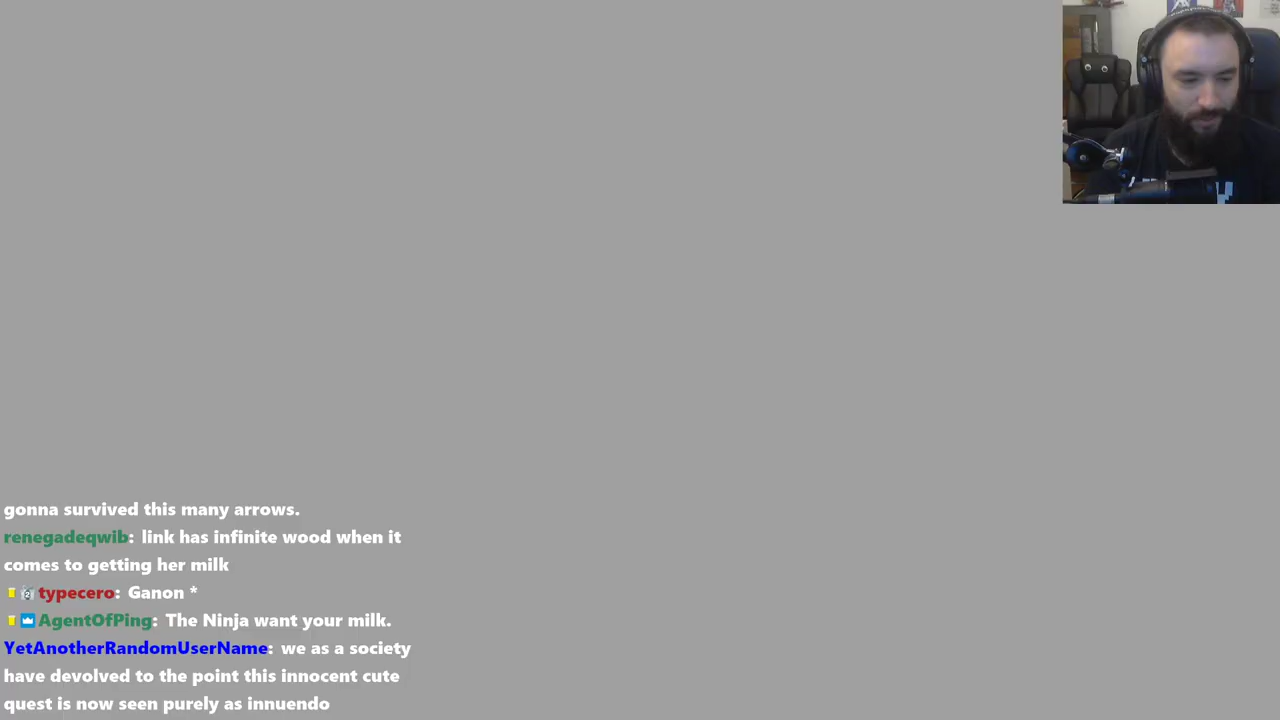 gonna survived this many arrows.
renegadeqwib: link has infinite wood when it
comes to getting her milk
typecero: Ganon *
AgentOfPing: The Ninja want your milk.
YetAnotherRandomUserName: we as a society
have devolved to the point this innocent cute
quest is now seen purely as innuendo